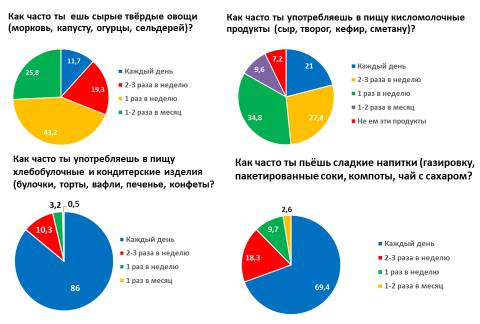 Как часто ты ешь сырые твёрдые овощи
(морковь, капусту, огурцы, сельдерей)?
11,7
19,3
43,2
25,8
Каждый день
2-3 раза в неделю
1 раз в неделю
1-2 раза в месяц
Как часто ты употребляешь в пищу кисломолочные
продукты (сыр, творог, кефир, сметану)?
21
27,4
34,8
9,6
7,2
Каждый день
2-3 раза в неделю
1 раз в неделю
1-2 раза в месяц
Не ем эти продукты
Как часто ты употребляешь в пищу
хлебобулочные и кондитерские изделия
(булочки, торты, вафли, печенье, конфеты?
86
10,3
3,2
0,5
Каждый день
2-3 раза в неделю
1 раз в неделю
1 раз в месяц
Как часто ты пьёшь сладкие напитки (газировку,
пакетированные соки, компоты, чай с сахаром?
69,4
18,3
9,7
2,6
Каждый день
2-3 раза в неделю
1 раз в неделю
1-2 раза в месяц